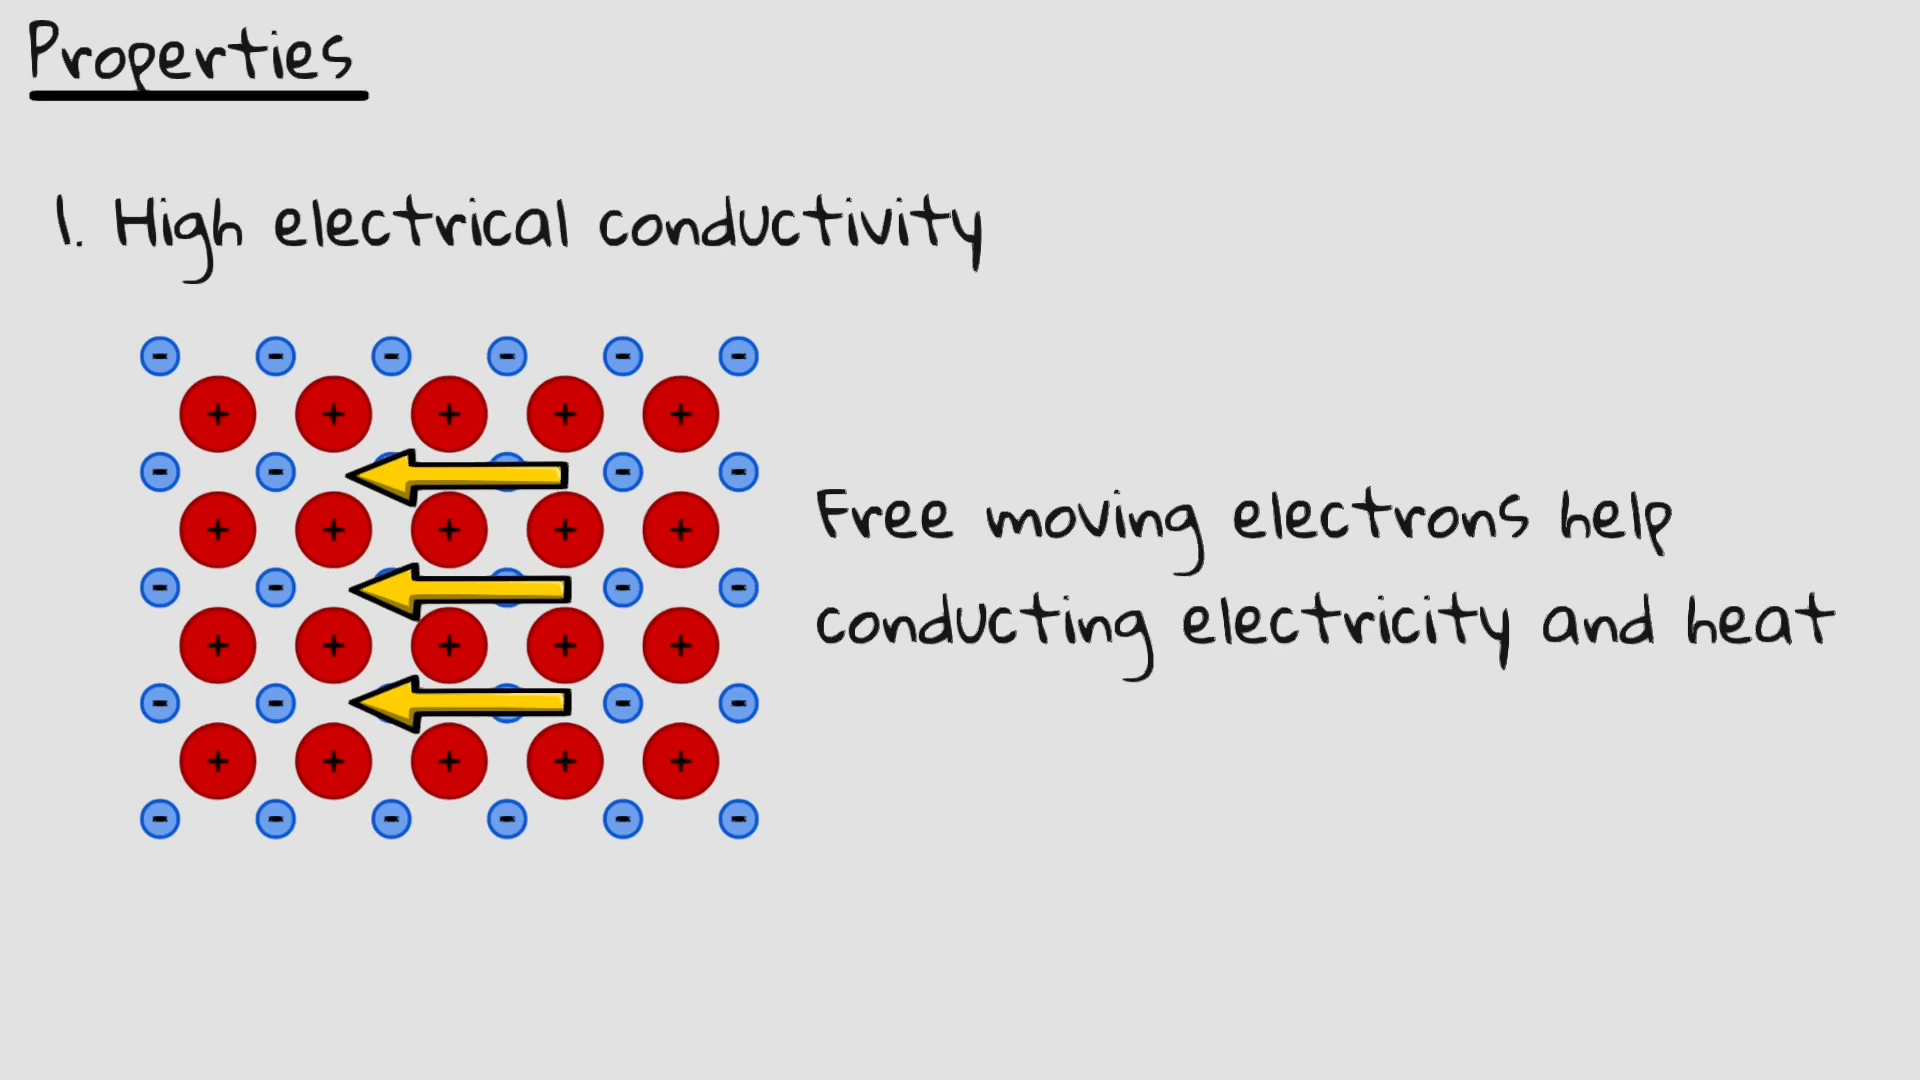 Properties
1. High electrical conductivity
- - - - - -
+ + + + +
- - - -
+ + + + +
- - - -
+ + + + +
- - - -
+ + + + +
- - - - - -
Free moving electrons help
conducting electricity and heat